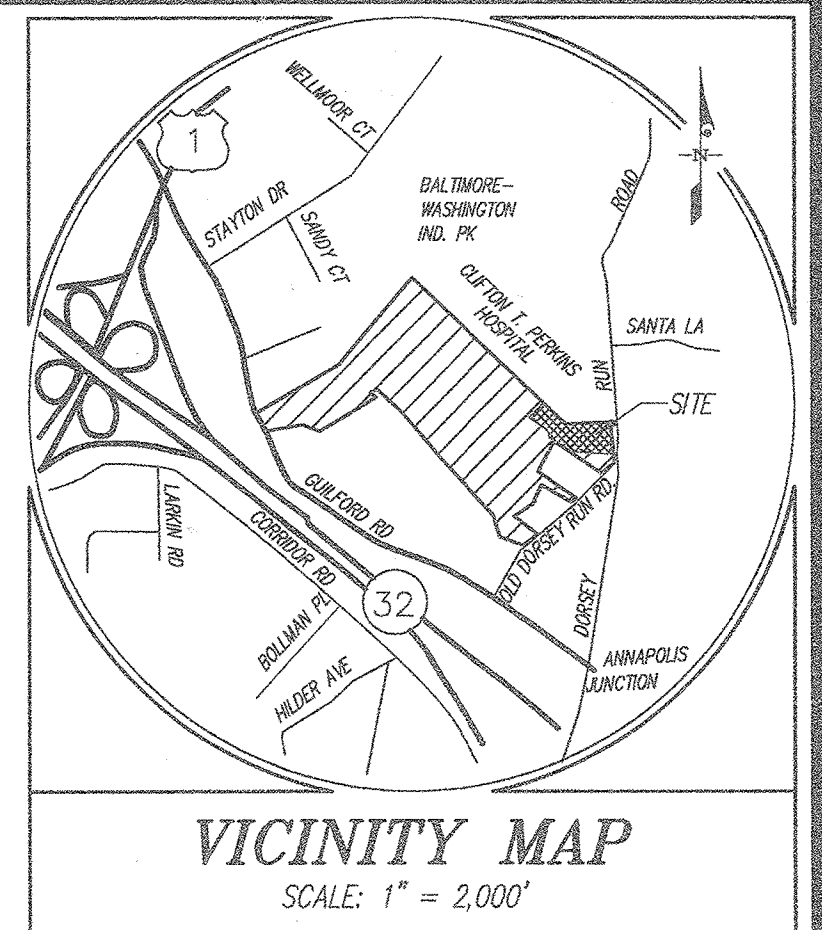 WELLMOOR CT
1
STAYTON DR
SANDY CT
BALTIMORE-
WASHINGTON
IND. PK
ROAD
N
CLIFTON T. PERKINS
HOSPITAL
SANTA LA
RUN
SITE
LARKIN RD
GUILFORD RD
CORRIDOR RD
OLD DORSEY RUN RD
32
BOLLMAN PL
DORSEY
HILDER AVE
ANNAPOLIS
JUNCTION
VICINITY MAP
SCALE: 1" = 2,000'